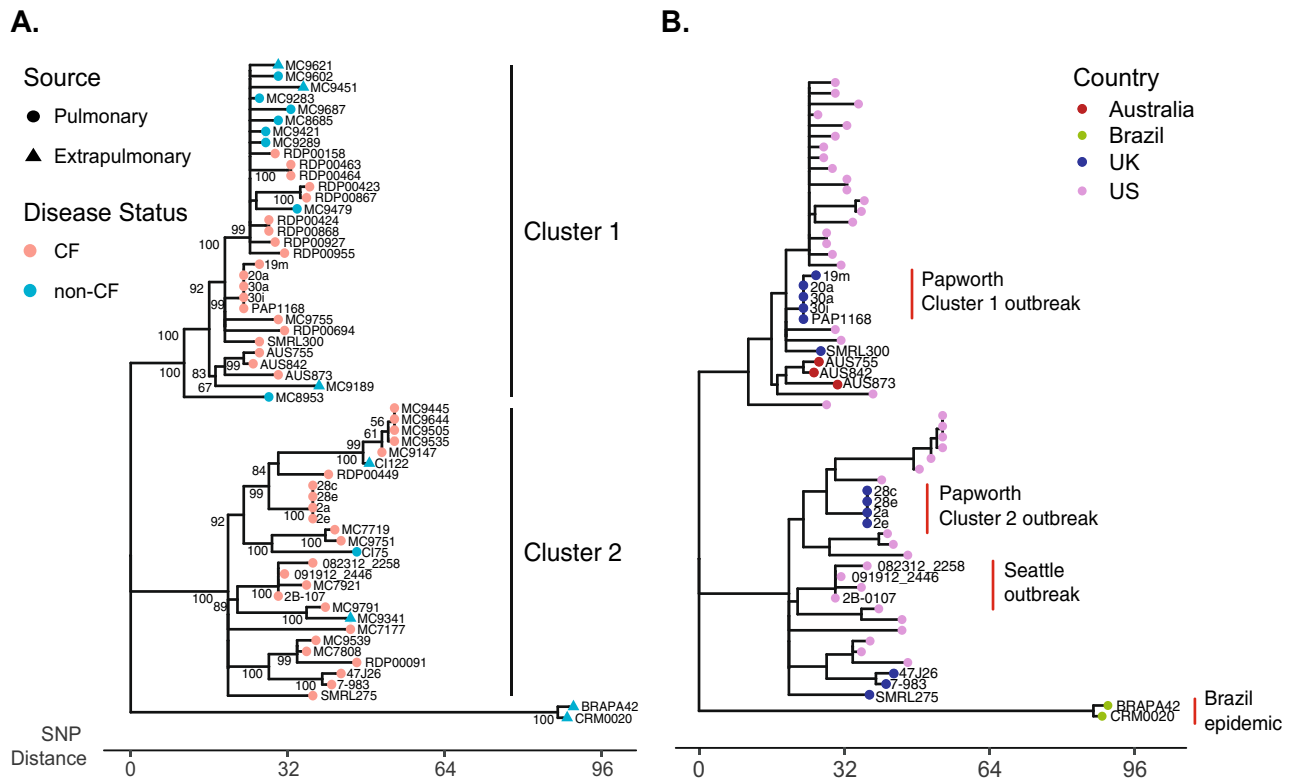 A.
Source
Pulmonary
Extrapulmonary
Disease Status
CF
non-CF
MC9621
MC9602
MC9451
MC9283
MC9687
MC8685
MC9421
MC9289
RDP00158
RDP00463
100
RDP00464
RDP00423
100
RDP00867
MC9479
RDP00424
99
RDP00868
100
RDP00927
RDP00955
19m
92
20a
30a
99
30i
PAP1168
MC9755
100
RDP00694
SMRL300
AUS755
99
AUS842
100
83
AUS873
67
MC9189
MC8953
Cluster 1
MC9445
56
MC9644
61
MC9505
99
MC9535
MC9147
100
CI122
84
RDP00449
99
28c
28e
2a
100
2e
92
MC7719
100
MC9751
100
CI75
082312_2258
091912_2446
100
MC7921
100
2B-107
89
MC9791
100
MC9341
MC7177
MC9539
99
MC7808
100
RDP00091
47J26
100
7-983
SMRL275
Cluster 2
BRAPA42
100
CRM0020
SNP
Distance
0
32
64
96
B.
Country
Australia
Brazil
UK
US
19m
20a
30a
30i
PAP1168
SMRL300
AUS755
AUS842
AUS873
Papworth
Cluster 1 outbreak
28c
28e
2a
2e
Papworth
Cluster 2 outbreak
082312_2258
091912_2446
2B-0107
Seattle
outbreak
47J26
7-983
SMRL275
BRAPA42
CRM0020
Brazil
epidemic
0
32
64
96